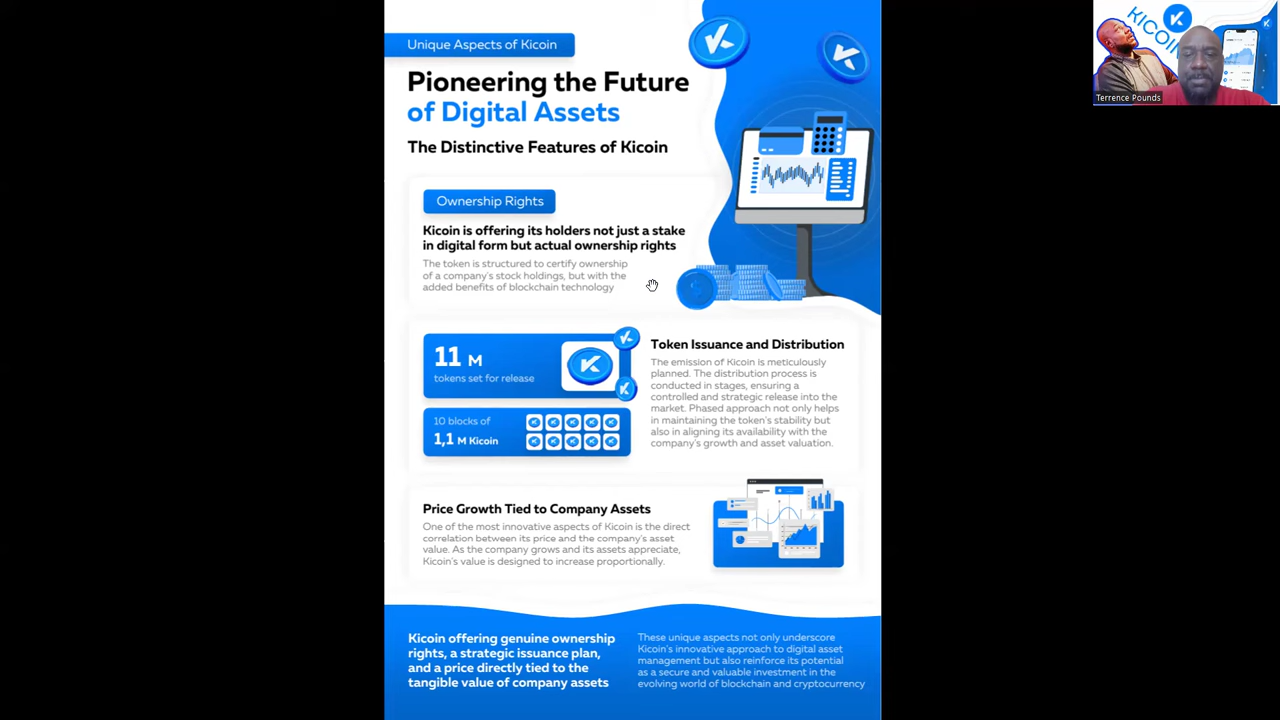 Unique Aspects of Kicoin
Pioneering the Future
of Digital Assets
The Distinctive Features of Kicoin
Ownership Rights
Kicoin is offering its holders not just a stake
in digital form but actual ownership rights
The token is structured to certify ownership
of a company's stock holdings, but with the
added benefits of blockchain technology
11 M
tokens set for release
10 blocks of
1,1 M Kicoin
Token Issuance and Distribution
The emission of Kicoin is meticulously
planned. The distribution process is
conducted in stages, ensuring a
controlled and strategic release into the
market. Phased approach not only helps
in maintaining the token's stability but
also in aligning its availability with the
company's growth and asset valuation.
Price Growth Tied to Company Assets
One of the most innovative aspects of Kicoin is the direct
correlation between its price and the company's asset
value. As the company grows and its assets appreciate,
Kicoin's value is designed to increase proportionally.
Kicoin offering genuine ownership
rights, a strategic issuance plan,
and a price directly tied to the
tangible value of company assets
These unique aspects not only underscore
Kicoin's innovative approach to digital asset
management but also reinforce its potential
as a secure and valuable investment in the
evolving world of blockchain and cryptocurrency
KICOIN
Terrence Pounds